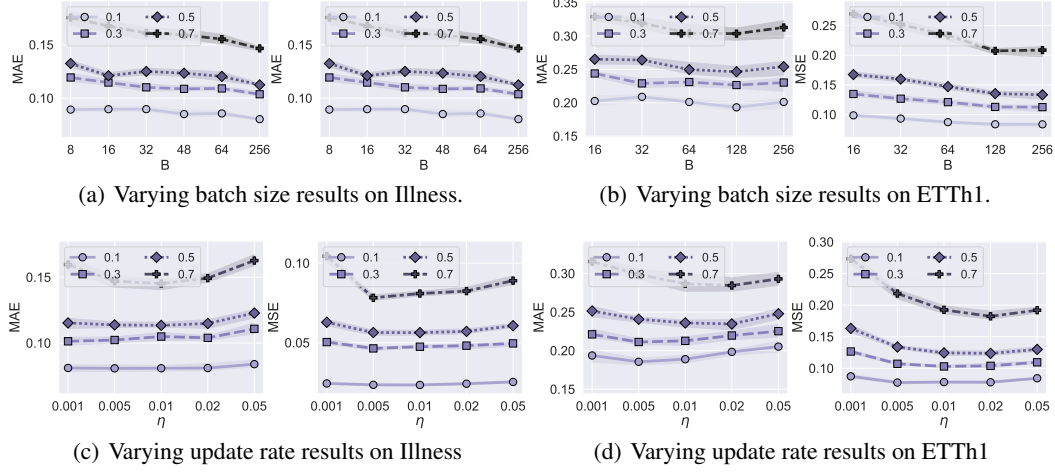 0.1 0.5
0.3 0.7
0.15
0.10
MAE
8 16 32 48 64 256
B
0.1 0.5
0.3 0.7
0.15
0.10
MAE
8 16 32 48 64 256
B
(a) Varying batch size results on Illness.
0.1 0.5
0.3 0.7
0.30
0.25
0.20
0.15
MAE
16 32 64 128 256
B
0.1 0.5
0.3 0.7
0.25
0.20
0.15
0.10
MSE
16 32 64 128 256
B
(b) Varying batch size results on ETTh1.
0.1 0.5
0.3 0.7
0.15
0.10
MAE
0.001 0.005 0.01 0.02 0.05
η
0.1 0.5
0.3 0.7
0.10
0.05
MSE
0.001 0.005 0.01 0.02 0.05
η
(c) Varying update rate results on Illness
0.1 0.5
0.3 0.7
0.30
0.25
0.20
0.15
MAE
0.001 0.005 0.01 0.02 0.05
η
0.1 0.5
0.3 0.7
0.30
0.25
0.20
0.15
0.10
MSE
0.001 0.005 0.01 0.02 0.05
η
(d) Varying update rate results on ETTh1